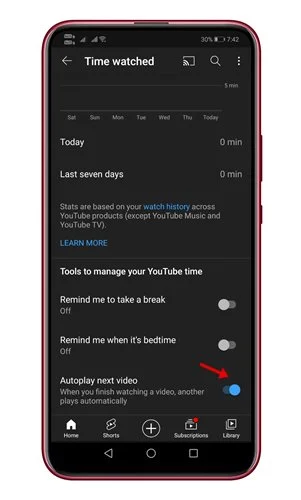 30% 7:42
Time watched
5 min
Sat Sun Mon Tue Wed Thu Today
Today 0 min
Last seven days 0 min
Stats are based on your watch history across
YouTube products (except YouTube Music and
YouTube TV).
LEARN MORE
Tools to manage your YouTube time
Remind me to take a break
Off
Remind me when it's bedtime
Off
Autoplay next video
When you finish watching a video, another
plays automatically
Home Shorts Subscriptions Library